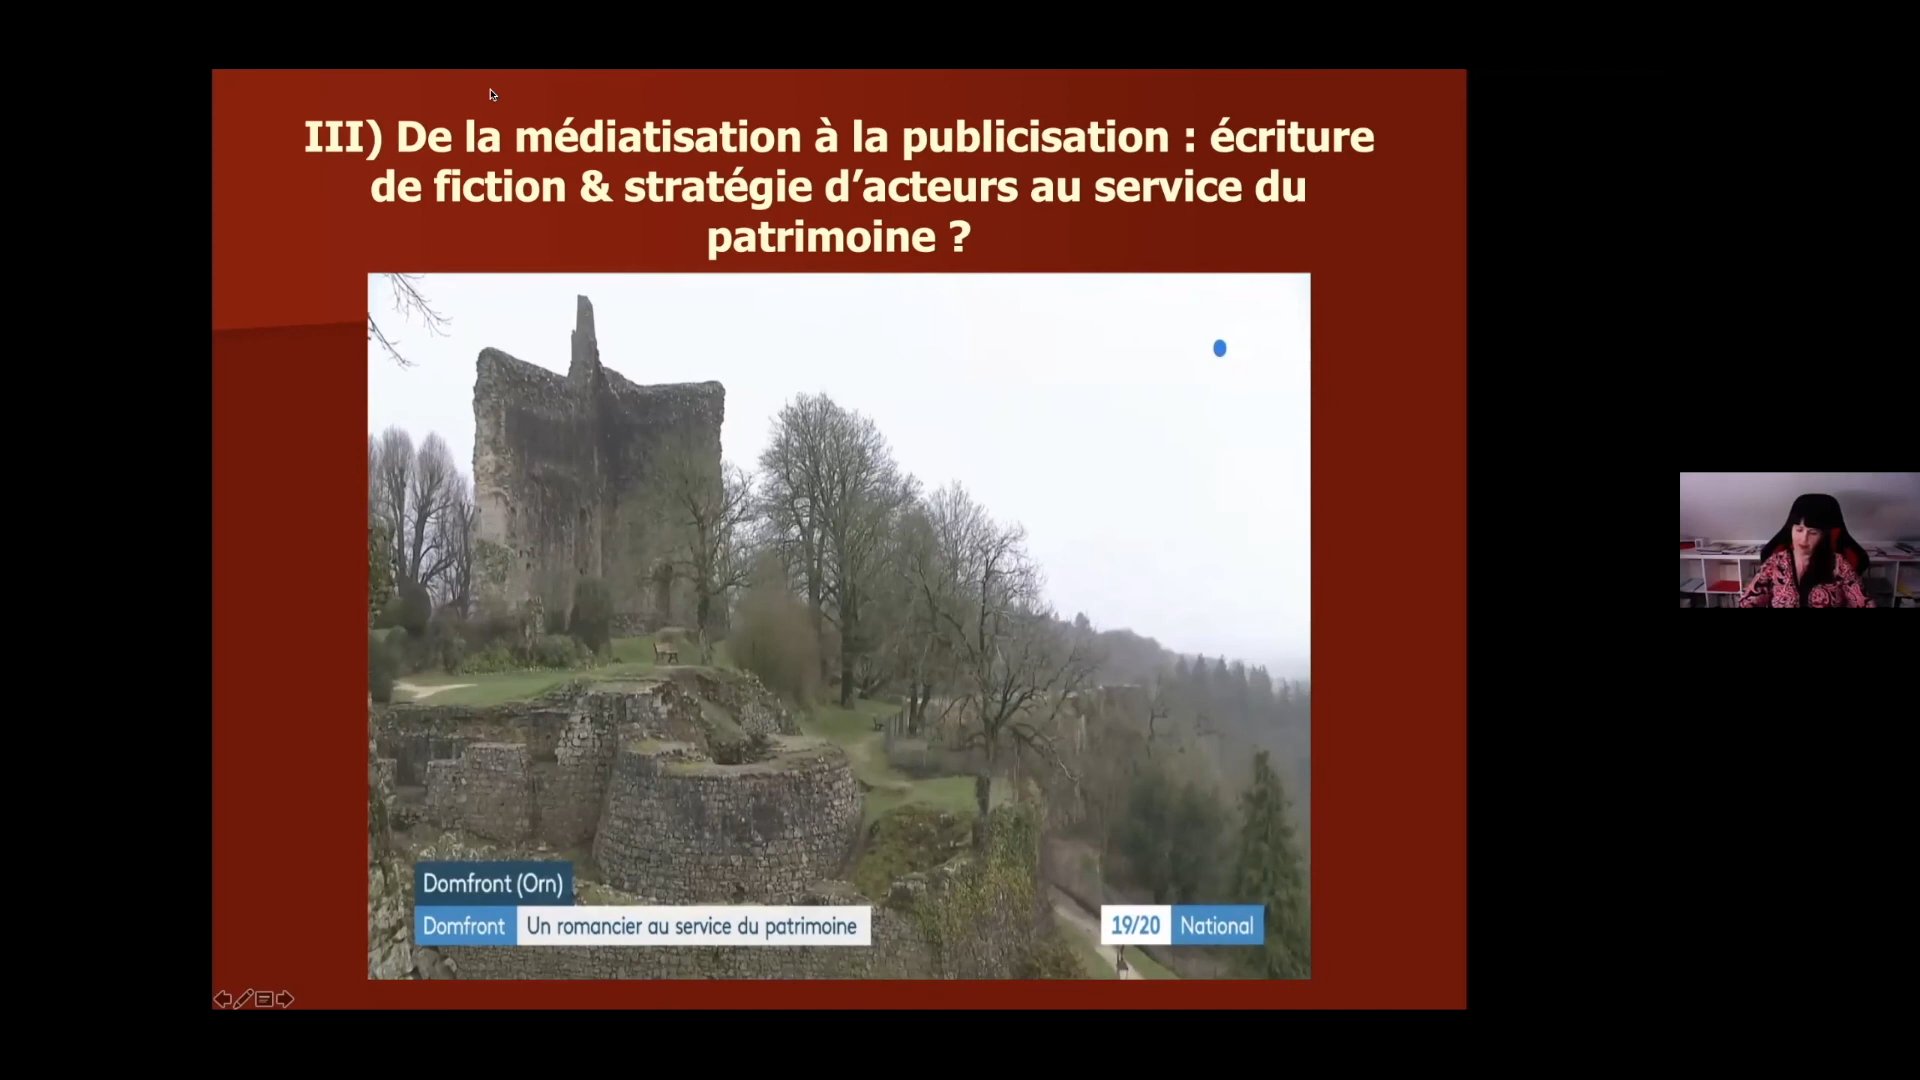 III) De la médiatisation à la publicisation : écriture
de fiction & stratégie d’acteurs au service du
patrimoine ?
Domfront (Orn)
Domfront Un romancier au service du patrimoine
19/20 National